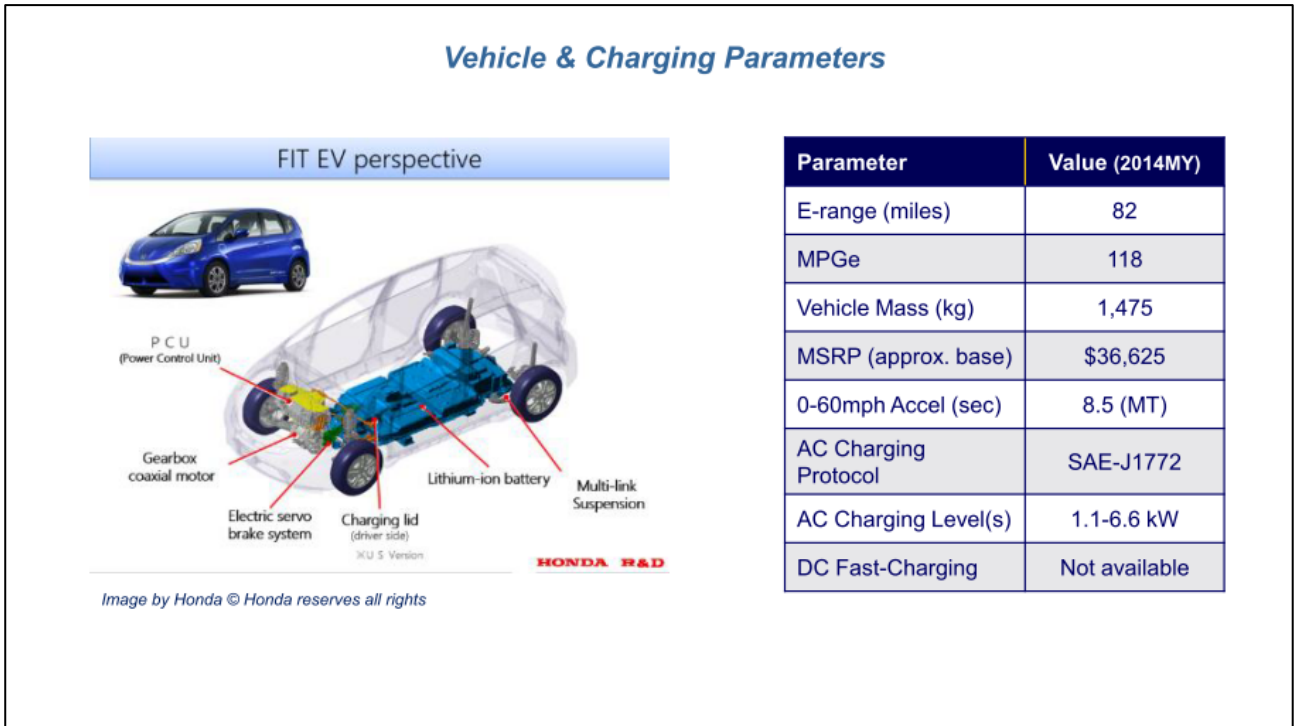 Vehicle & Charging Parameters
FIT EV perspective
P C U
(Power Control Unit)
Gearbox
coaxial motor
Electric servo
brake system
Charging lid
(driver side)
※U S Version
Lithium-ion battery
Multi-link
Suspension
HONDA R&D
Image by Honda © Honda reserves all rights
Parameter Value (2014MY)
E-range (miles) 82
MPGe 118
Vehicle Mass (kg) 1,475
MSRP (approx. base) $36,625
0-60mph Accel (sec) 8.5 (MT)
AC Charging
Protocol SAE-J1772
AC Charging Level(s) 1.1-6.6 kW
DC Fast-Charging Not available